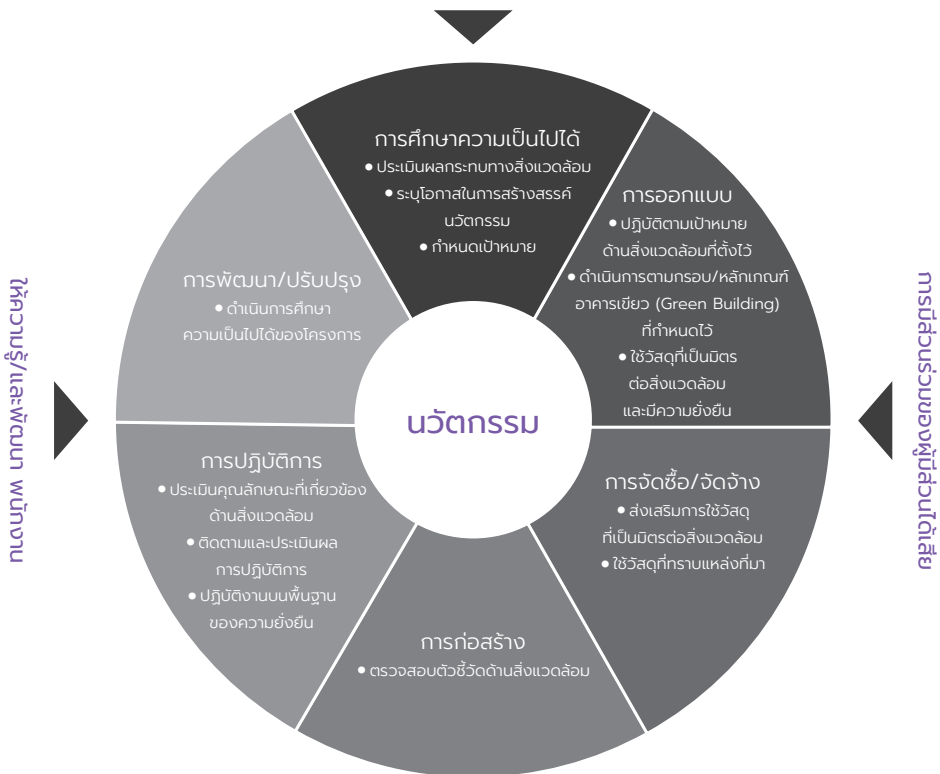 การศึกษาความเป็นไปได้
• ประเมินผลกระทบทางสิ่งแวดล้อม
• ระบุโอกาสในการสร้างสรรค์
นวัตกรรม
• กำหนดเป้าหมาย
การออกแบบ
• ปฏิบัติตามเป้าหมาย
ด้านสิ่งแวดล้อมที่ตั้งไว้
• ดำเนินการตามกรอบ/หลักเกณฑ์
อาคารเขียว (Green Building)
ที่กำหนดไว้
• ใช้วัสดุที่เป็นมิตร
ต่อสิ่งแวดล้อม
และมีความยั่งยืน
การจัดซื้อ/จัดจ้าง
• ส่งเสริมการใช้วัสดุ
ที่เป็นมิตรต่อสิ่งแวดล้อม
• ใช้วัสดุที่ทราบแหล่งที่มา
การก่อสร้าง
• ตรวจสอบตัวชี้วัดด้านสิ่งแวดล้อม
การปฏิบัติการ
• ประเมินคุณลักษณะที่เกี่ยวข้อง
ด้านสิ่งแวดล้อม
• ติดตามและประเมินผล
การปฏิบัติการ
• ปฏิบัติงานบนพื้นฐาน
ของความยั่งยืน
การพัฒนา/ปรับปรุง
• ดำเนินการศึกษา
ความเป็นไปได้ของโครงการ
นวัตกรรม
ให้ความรู้/และพัฒนา พนักงาน
การมีส่วนร่วมของผู้มีส่วนได้เสีย